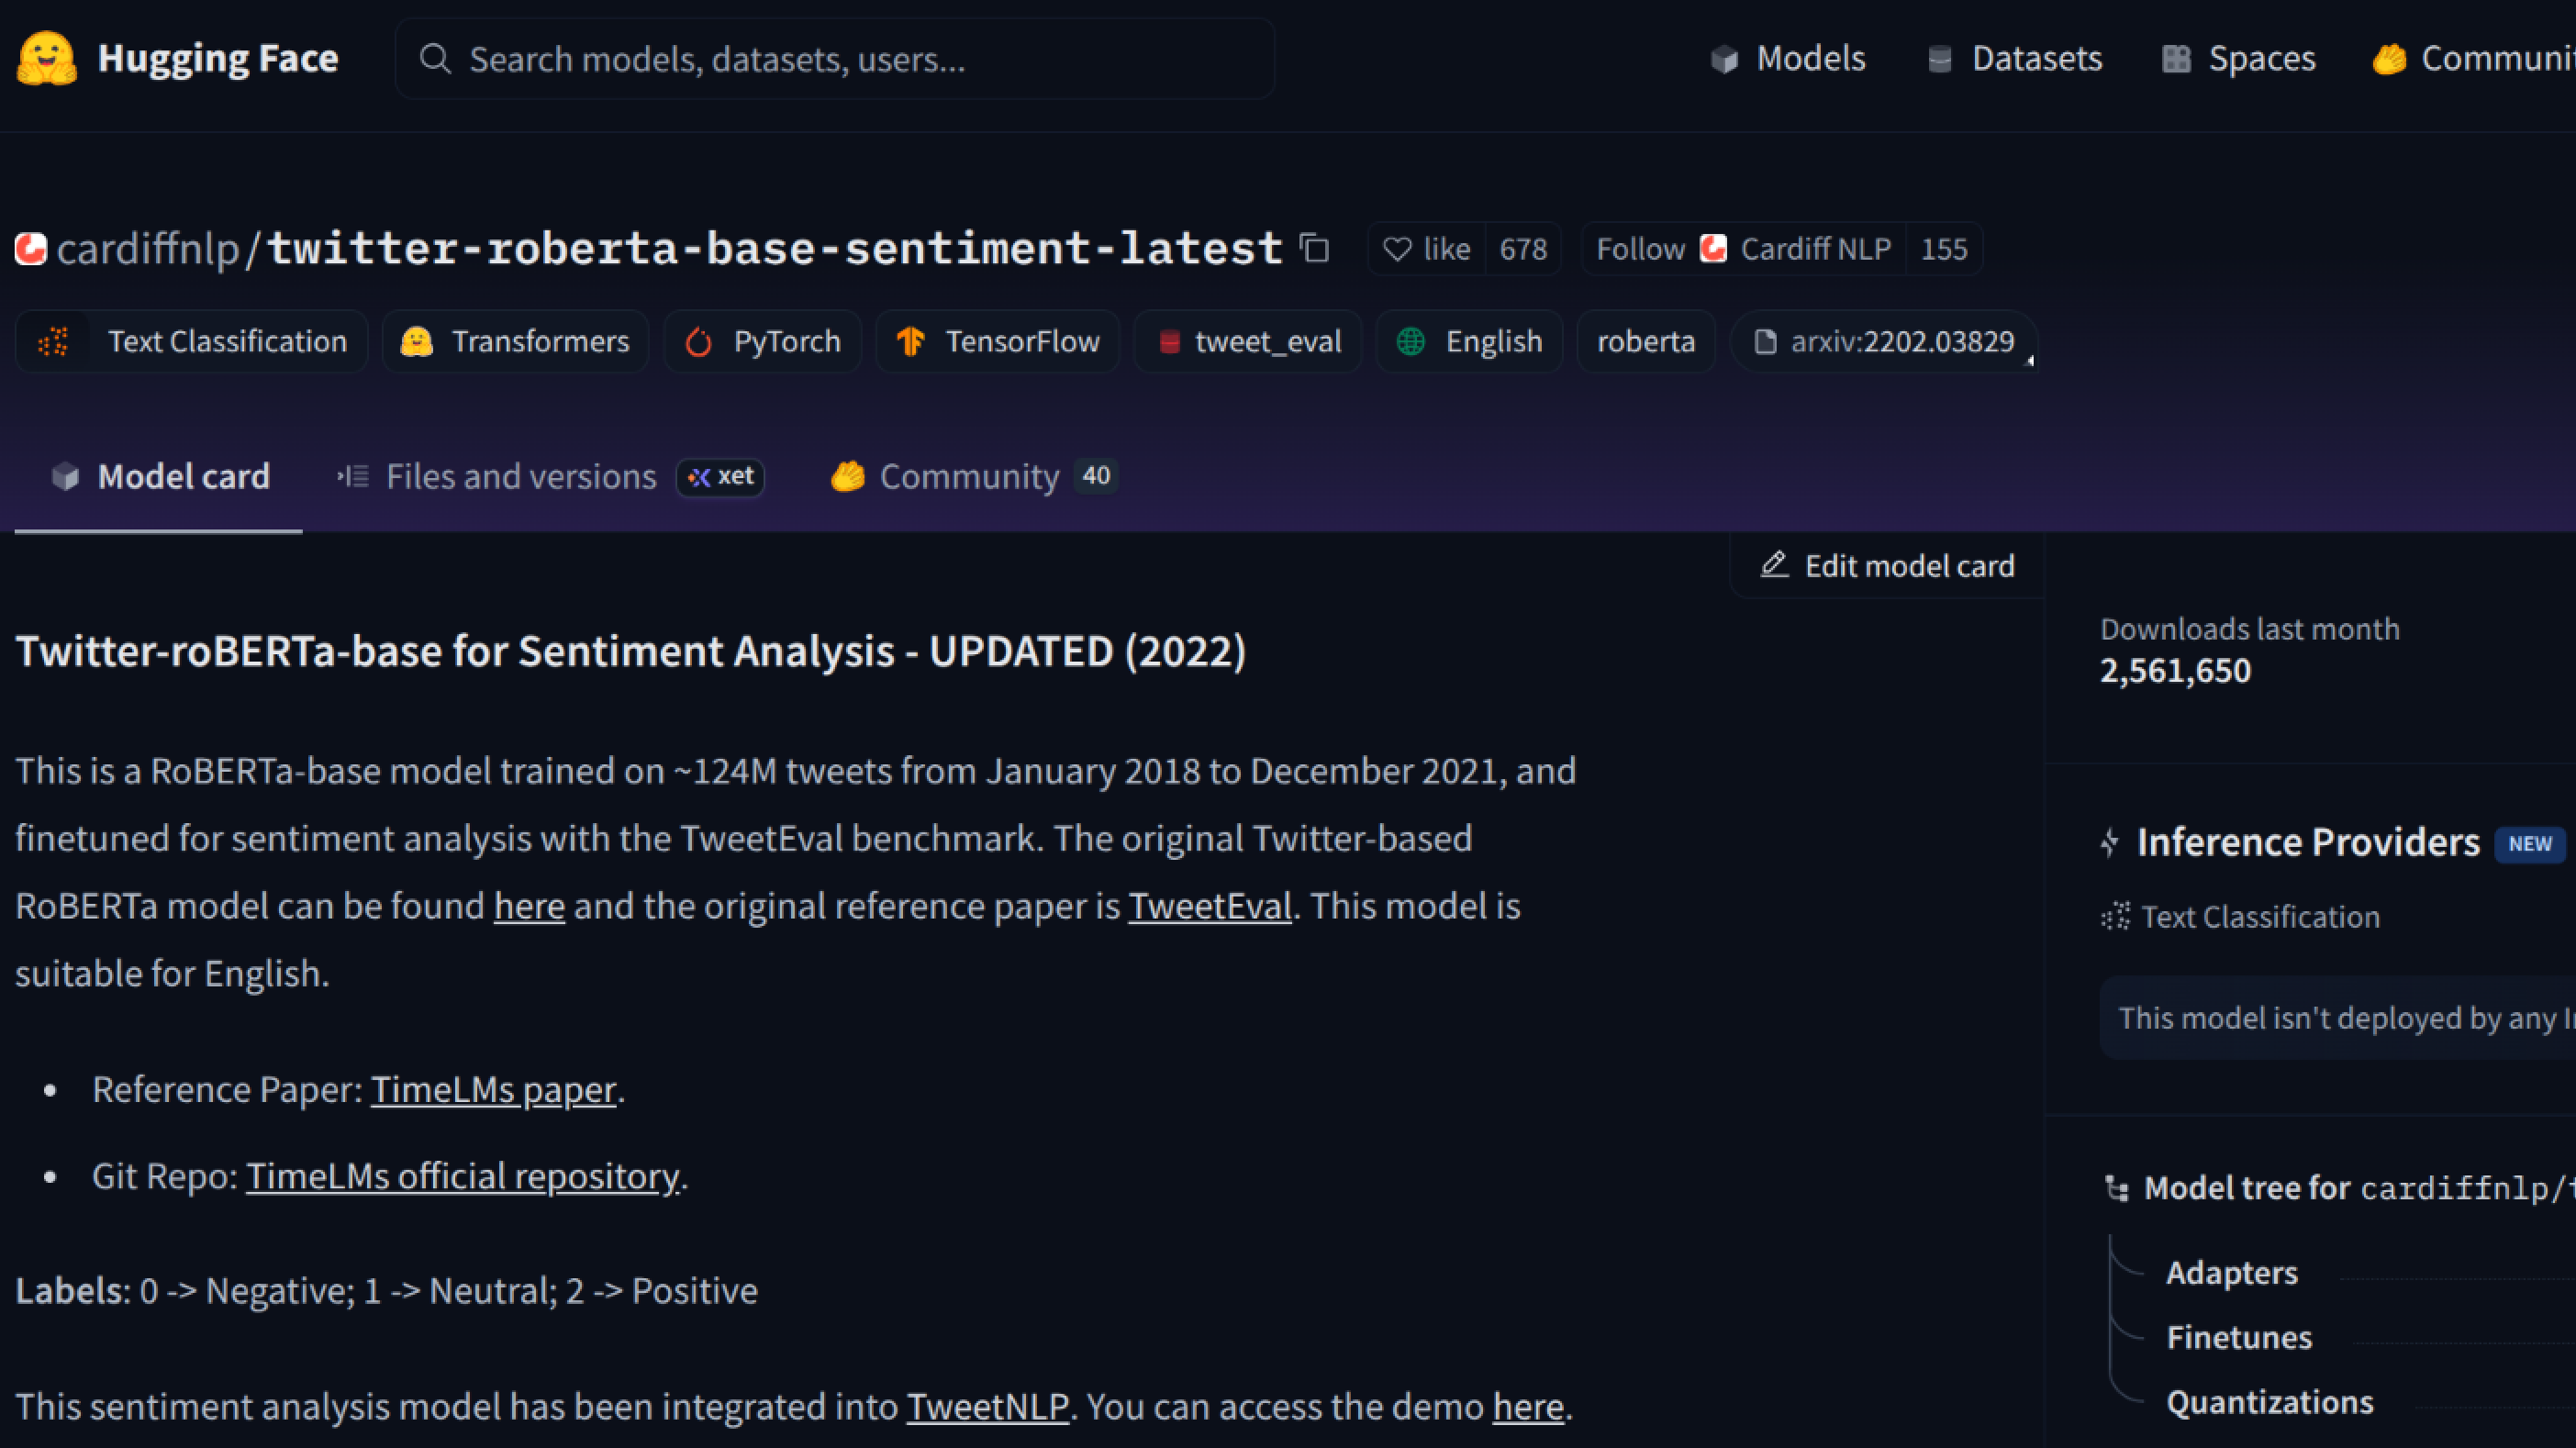 Hugging Face
Search models, datasets, users...
Models
Datasets
Spaces
Communit
cardiffnlp/twitter-roberta-base-sentiment-latest
like 678
Follow Cardiff NLP 155
Text Classification
Transformers
PyTorch
TensorFlow
tweet_eval
English
roberta
arxiv:2202.03829
Model card
Files and versions xet
Community 40
Edit model card
Twitter-roBERTa-base for Sentiment Analysis - UPDATED (2022)
This is a RoBERTa-base model trained on ~124M tweets from January 2018 to December 2021, and
finetuned for sentiment analysis with the TweetEval benchmark. The original Twitter-based
RoBERTa model can be found here and the original reference paper is TweetEval. This model is
suitable for English.
• Reference Paper: TimeLMs paper.
• Git Repo: TimeLMs official repository.
Labels: 0 -> Negative; 1 -> Neutral; 2 -> Positive
This sentiment analysis model has been integrated into TweetNLP. You can access the demo here.
Downloads last month
2,561,650
Inference Providers NEW
Text Classification
This model isn't deployed by any I
Model tree for cardiffnlp/t
Adapters
Finetunes
Quantizations